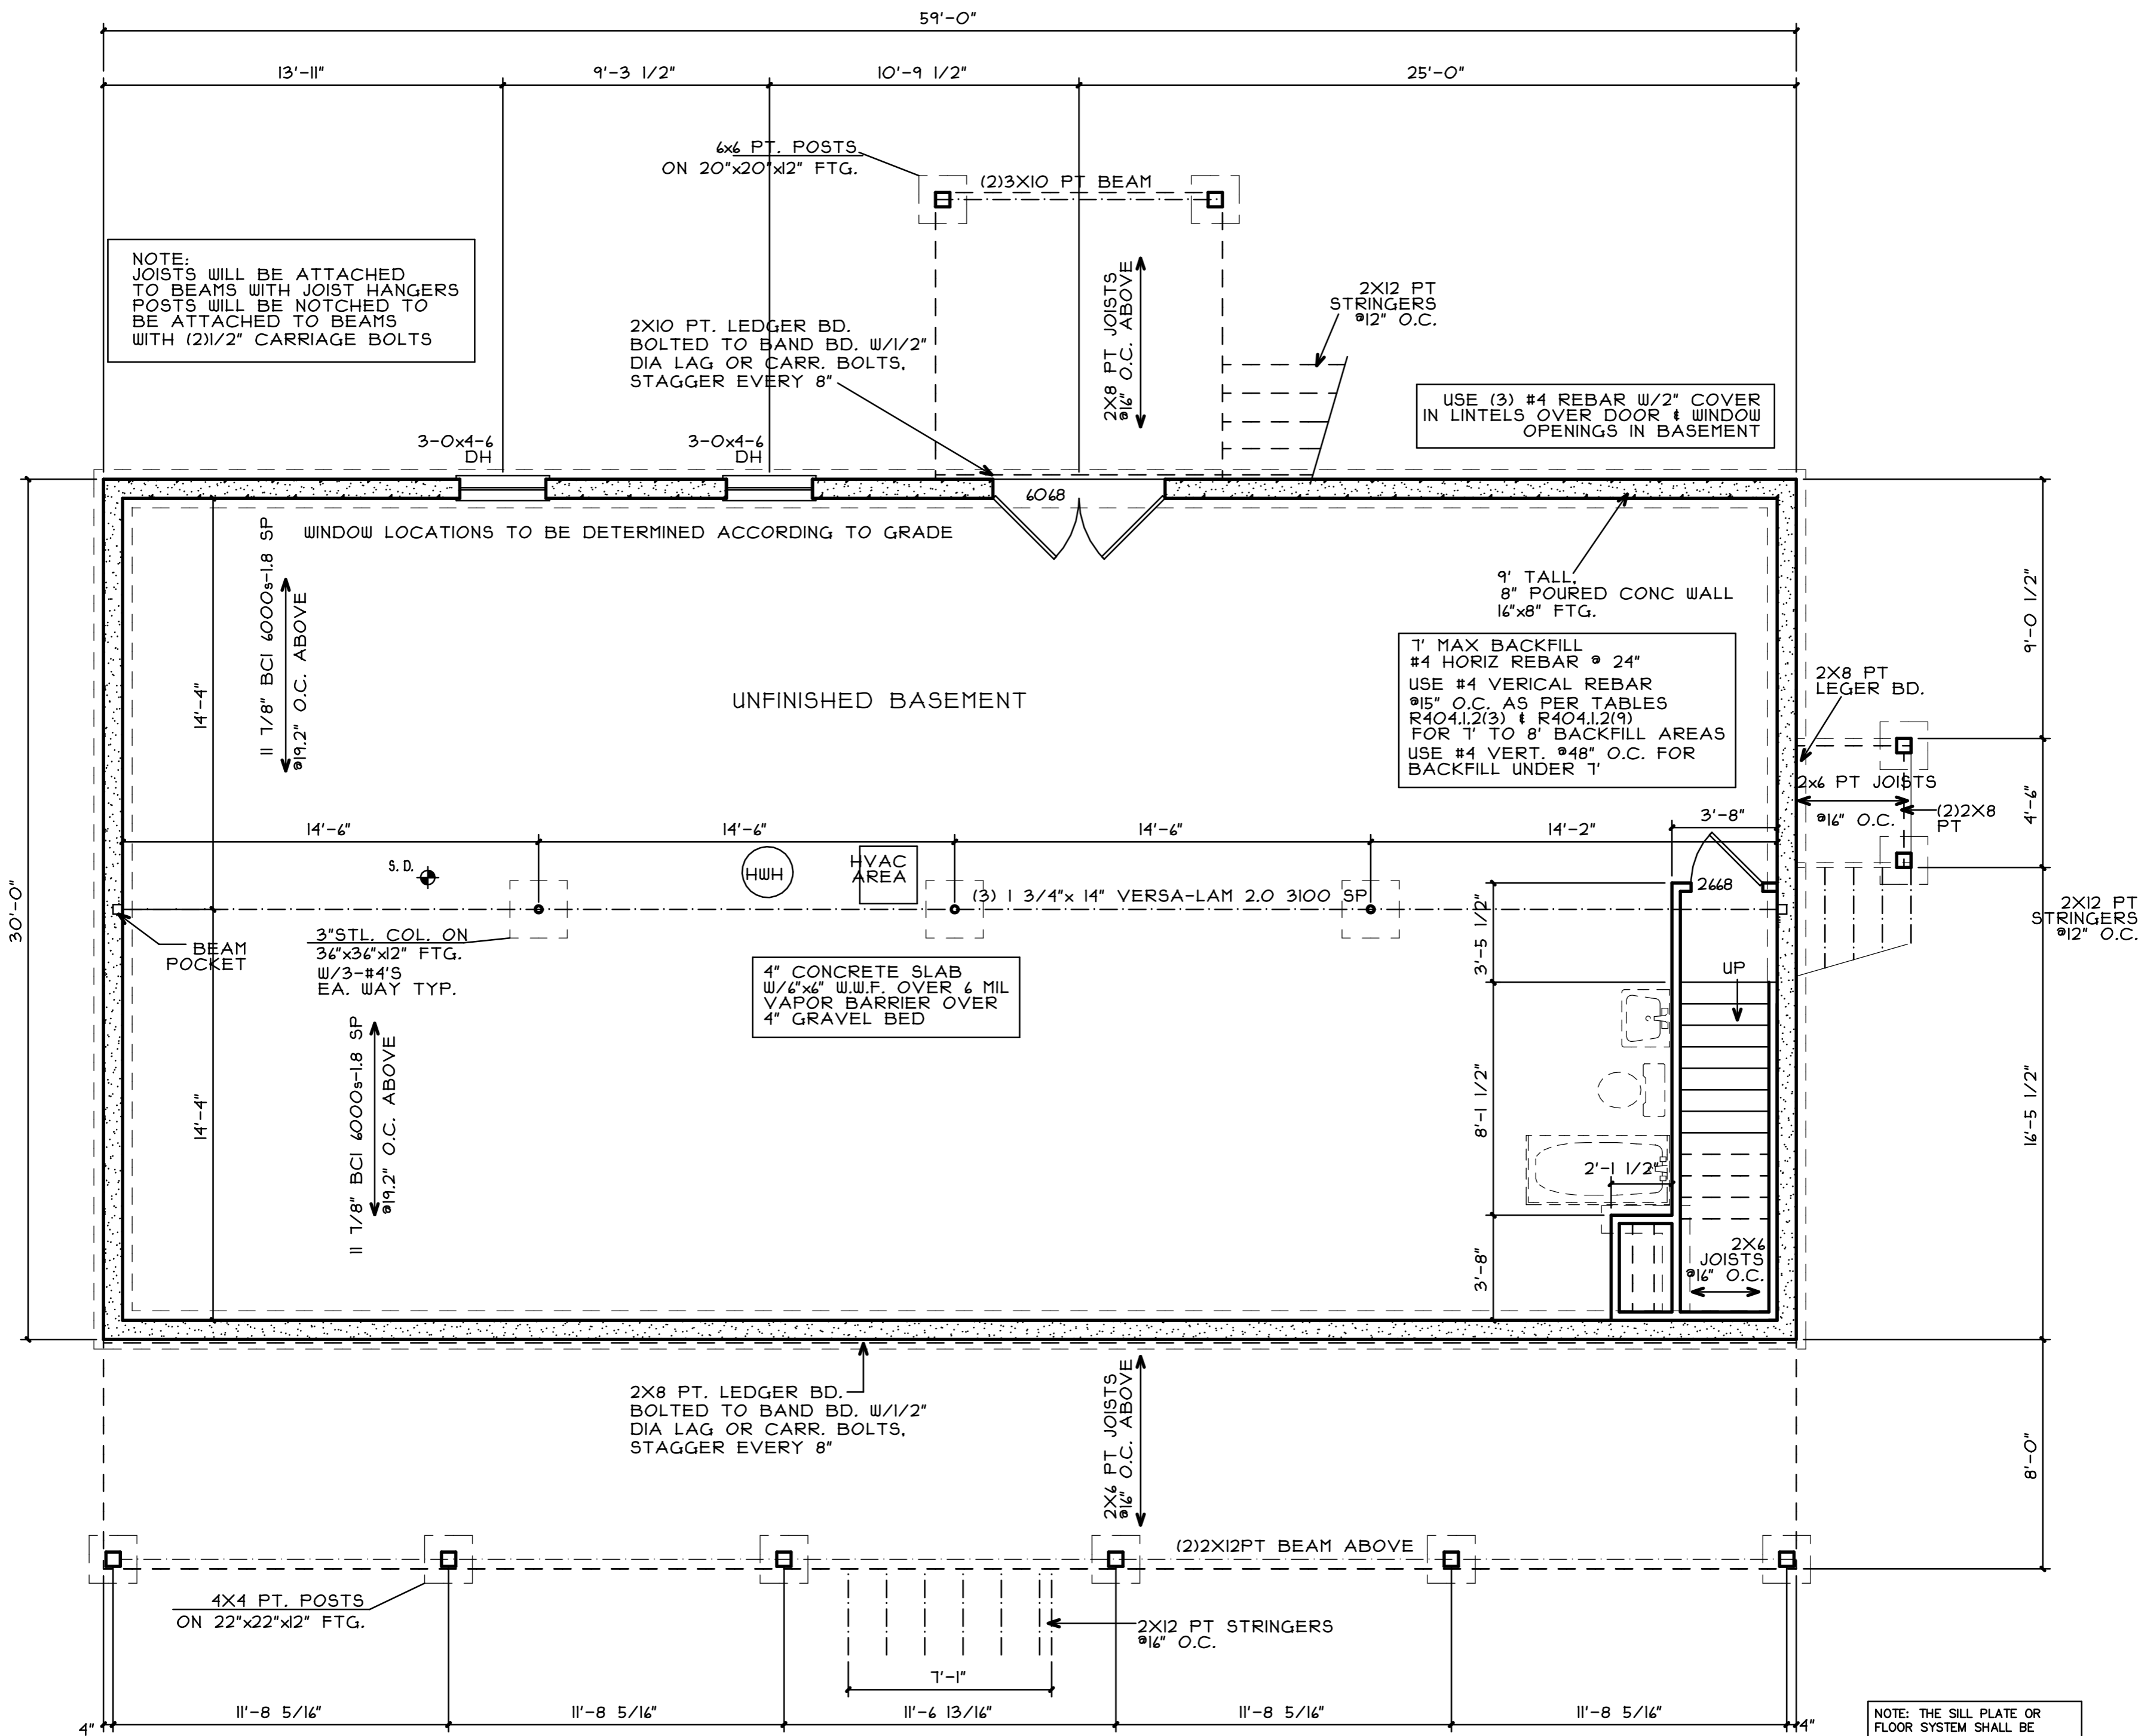 59'-0"
13'-11"
9'-3 1/2"
10'-9 1/2"
25'-0"
6x6 PT. POSTS
ON 20"x20"x12" FTG.
(2)3X10 PT BEAM
NOTE:
JOISTS WILL BE ATTACHED
TO BEAMS WITH JOIST HANGERS
POSTS WILL BE NOTCHED TO
BE ATTACHED TO BEAMS
WITH (2)1/2" CARRIAGE BOLTS
2X10 PT. LEDGER BD.
BOLTED TO BAND BD. W/1/2"
DIA LAG OR CARR. BOLTS,
STAGGER EVERY 8"
2X8 PT JOISTS
@16" O.C. ABOVE
2X12 PT
STRINGERS
@12" O.C.
USE (3) #4 REBAR W/2" COVER
IN LINTELS OVER DOOR & WINDOW
OPENINGS IN BASEMENT
3-0x4-6
DH
3-0x4-6
DH
6068
WINDOW LOCATIONS TO BE DETERMINED ACCORDING TO GRADE
11 7/8" BCI 6000s-1.8 SP
@19.2" O.C. ABOVE
9' TALL,
8" POURED CONC WALL
16"x8" FTG.
7' MAX BACKFILL
#4 HORIZ REBAR @ 24"
USE #4 VERICAL REBAR
@15" O.C. AS PER TABLES
R404.1.2(3) & R404.1.2(9)
FOR 7' TO 8' BACKFILL AREAS
USE #4 VERT. @48" O.C. FOR
BACKFILL UNDER 7'
9'-0 1/2"
14'-4"
UNFINISHED BASEMENT
2X8 PT
LEGER BD.
2x6 PT JOISTS
@16" O.C.
(2)2X8
PT
4'-6"
14'-6"
14'-6"
14'-6"
14'-2"
3'-8"
S.D.
HWH
HVAC
AREA
2668
(3) 1 3/4"x 14" VERSA-LAM 2.0 3100 SP
30'-0"
BEAM
POCKET
3"STL. COL. ON
36"x36"x12" FTG.
W/3-#4'S
EA. WAY TYP.
4" CONCRETE SLAB
W/6"x6" W.W.F. OVER 6 MIL
VAPOR BARRIER OVER
4" GRAVEL BED
3'-5 1/2"
UP
2X12 PT
STRINGERS
@12" O.C.
14'-4"
11 7/8" BCI 6000s-1.8 SP
@19.2" O.C. ABOVE
8'-1 1/2"
16'-5 1/2"
2'-1 1/2"
3'-8"
2X6
JOISTS
@16" O.C.
2X8 PT. LEDGER BD.
BOLTED TO BAND BD. W/1/2"
DIA LAG OR CARR. BOLTS,
STAGGER EVERY 8"
2X6 PT JOISTS
@16" O.C. ABOVE
8'-0"
(2)2X12PT BEAM ABOVE
4X4 PT. POSTS
ON 22"x22"x12" FTG.
2X12 PT STRINGERS
@16" O.C.
7'-1"
4"
11'-8 5/16"
11'-8 5/16"
11'-6 13/16"
11'-8 5/16"
11'-8 5/16"
4"
NOTE: THE SILL PLATE OR
FLOOR SYSTEM SHALL BE